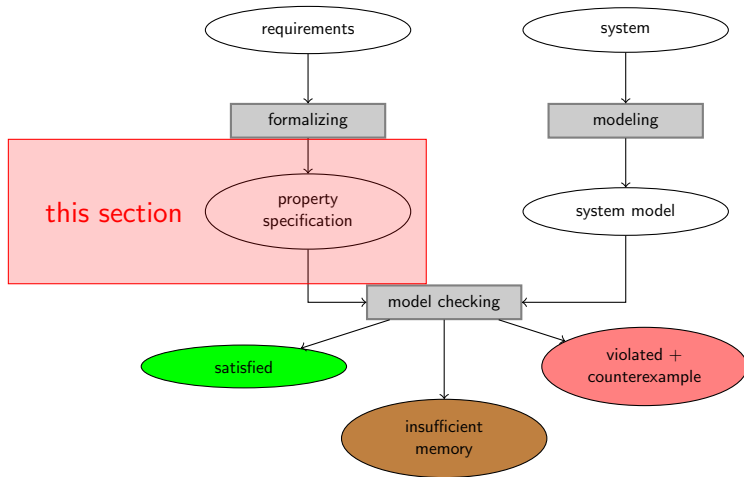 requirements
system
formalizing
modeling
this section
property
specification
system model
model checking
satisfied
violated +
counterexample
insufficient
memory